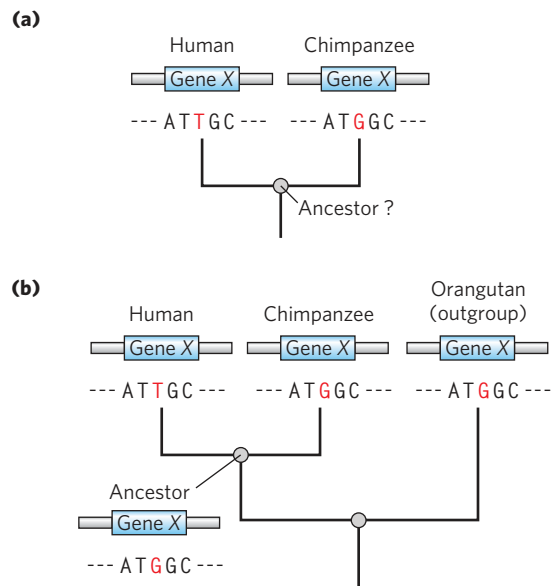 (a)
Human Chimpanzee
Gene X Gene X
--- ATTGC --- --- ATGGC ---
Ancestor ?
(b)
Orangutan
(outgroup)
Human Chimpanzee
Gene X Gene X Gene X
--- ATTGC --- --- ATGGC --- --- ATGGC ---
Ancestor
Gene X
--- ATGGC ---